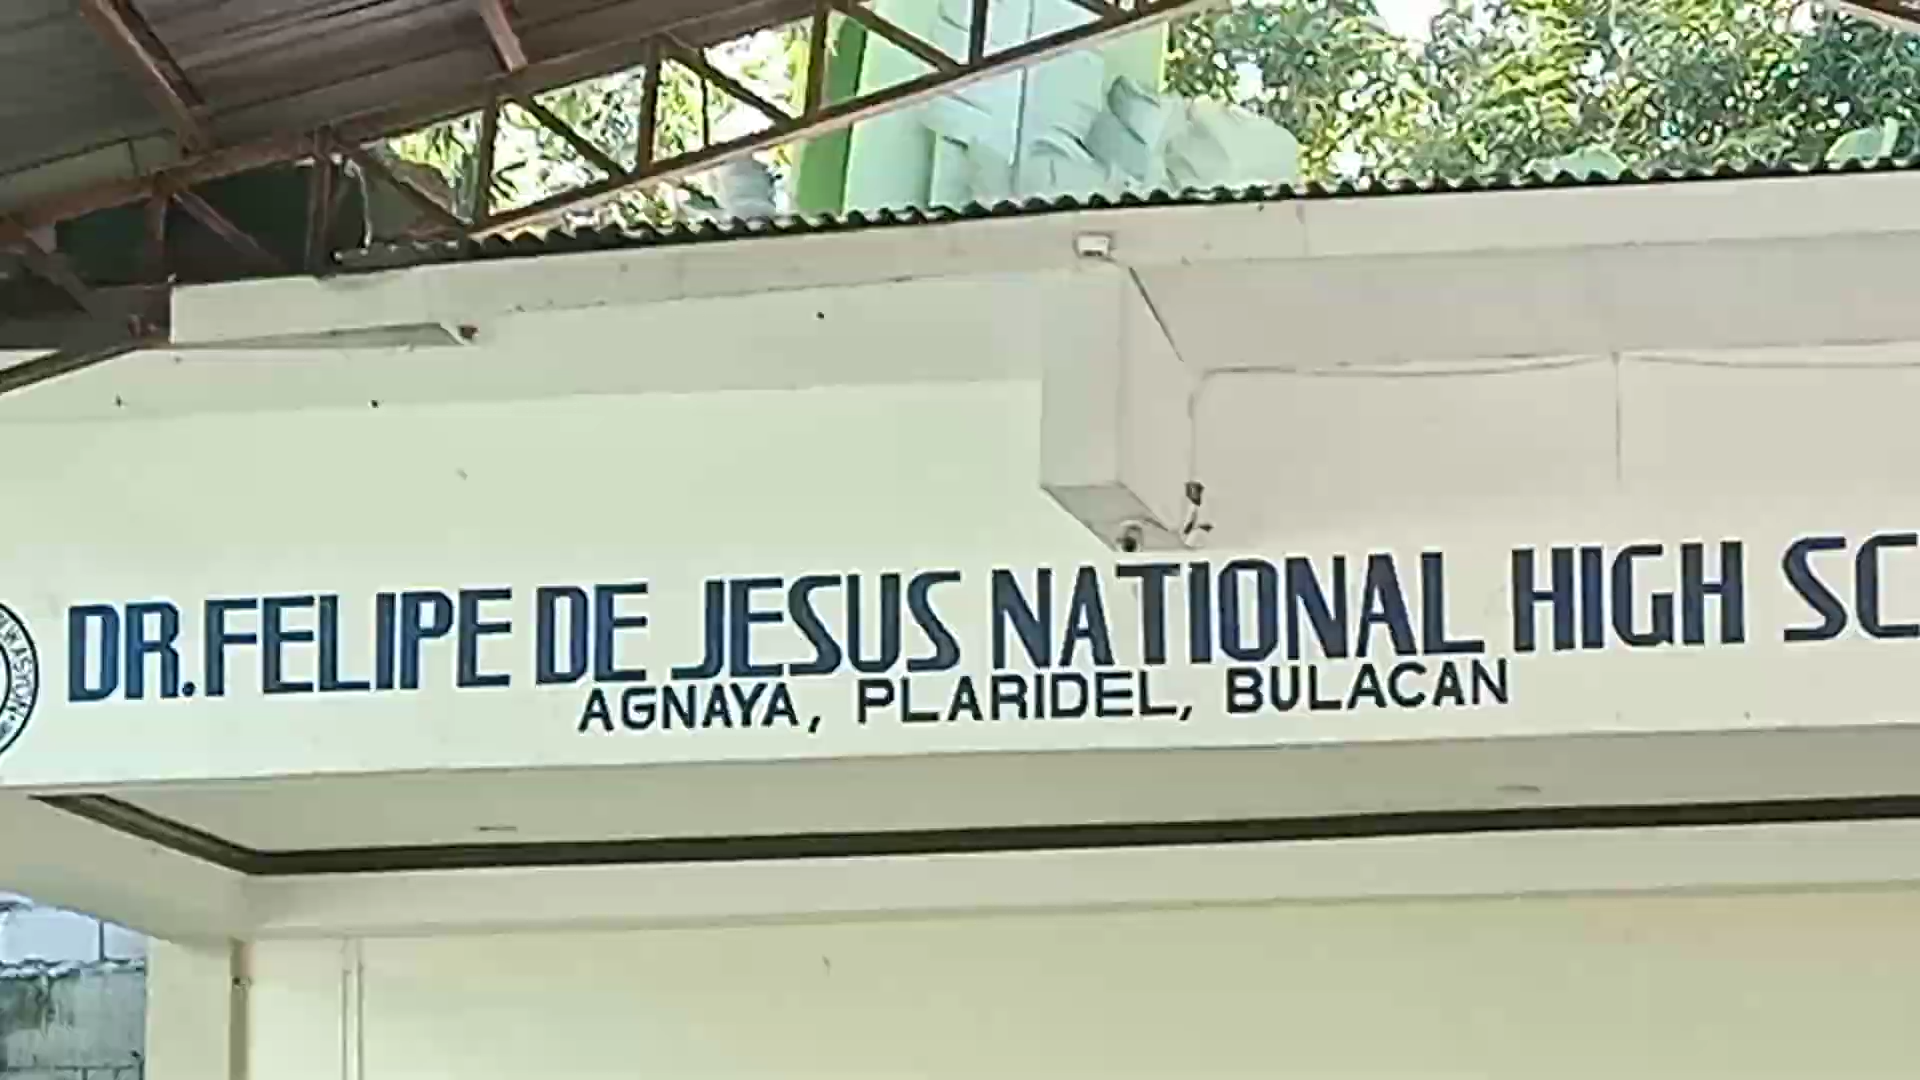 DR. FELIPE DE JESUS NATIONAL HIGH SC
AGNAYA, PLARIDEL, BULACAN